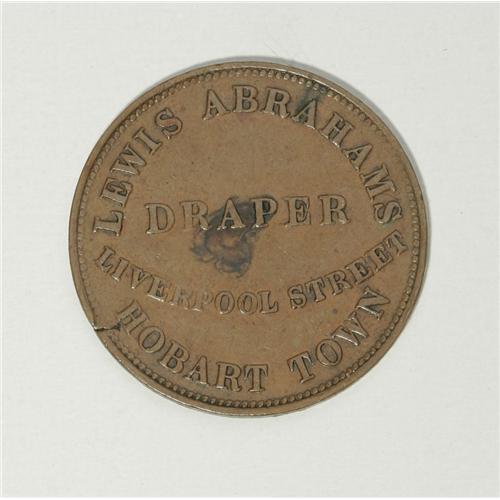 LEWIS ABRAHAMS
DRAPER
LIVERPOOL STREET
HOBART TOWN